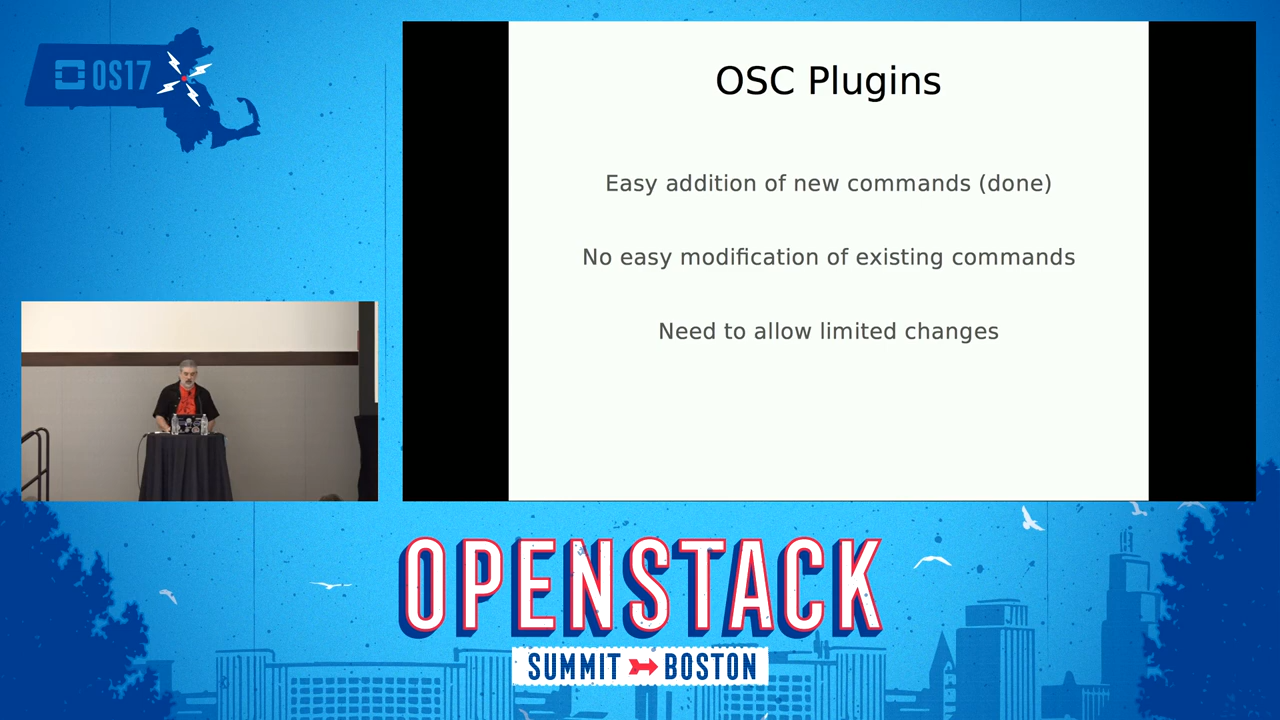 OS17
OSC Plugins
Easy addition of new commands (done)
No easy modification of existing commands
Need to allow limited changes
OPENSTACK
SUMMIT BOSTON